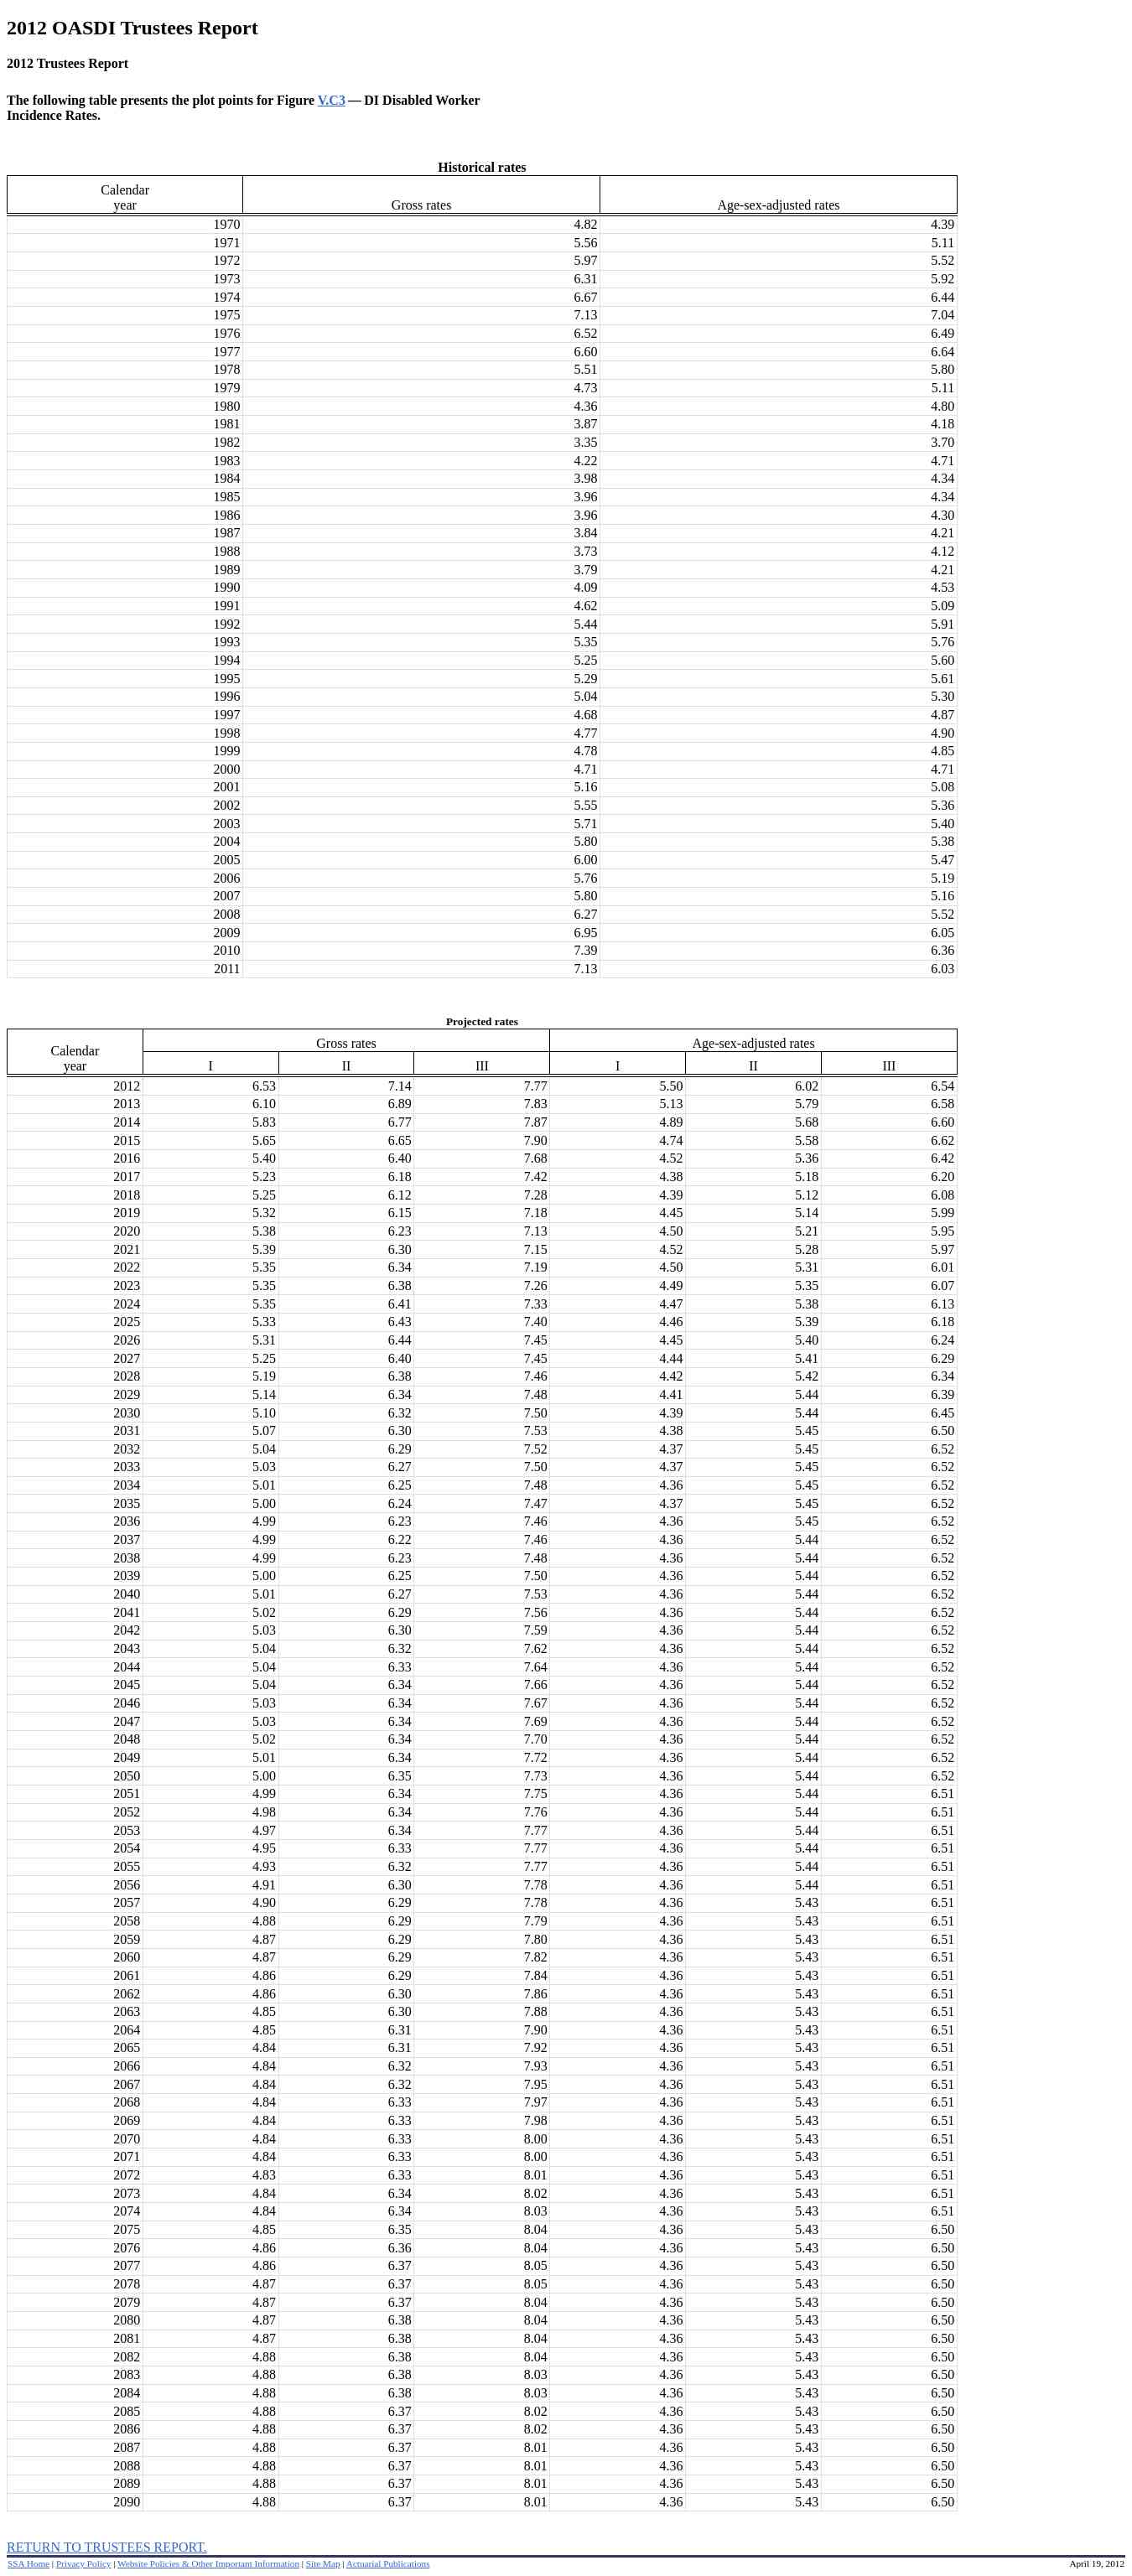 2012 OASDI Trustees Report
2012 Trustees Report
The following table presents the plot points for Figure V.C3 — DI Disabled Worker
Incidence Rates.
Historical rates
Calendar
year Gross rates Age-sex-adjusted rates
1970 4.82 4.39
1971 5.56 5.11
1972 5.97 5.52
1973 6.31 5.92
1974 6.67 6.44
1975 7.13 7.04
1976 6.52 6.49
1977 6.60 6.64
1978 5.51 5.80
1979 4.73 5.11
1980 4.36 4.80
1981 3.87 4.18
1982 3.35 3.70
1983 4.22 4.71
1984 3.98 4.34
1985 3.96 4.34
1986 3.96 4.30
1987 3.84 4.21
1988 3.73 4.12
1989 3.79 4.21
1990 4.09 4.53
1991 4.62 5.09
1992 5.44 5.91
1993 5.35 5.76
1994 5.25 5.60
1995 5.29 5.61
1996 5.04 5.30
1997 4.68 4.87
1998 4.77 4.90
1999 4.78 4.85
2000 4.71 4.71
2001 5.16 5.08
2002 5.55 5.36
2003 5.71 5.40
2004 5.80 5.38
2005 6.00 5.47
2006 5.76 5.19
2007 5.80 5.16
2008 6.27 5.52
2009 6.95 6.05
2010 7.39 6.36
2011 7.13 6.03
Projected rates
Calendar
year Gross rates Age-sex-adjusted rates
I II III I II III
2012 6.53 7.14 7.77 5.50 6.02 6.54
2013 6.10 6.89 7.83 5.13 5.79 6.58
2014 5.83 6.77 7.87 4.89 5.68 6.60
2015 5.65 6.65 7.90 4.74 5.58 6.62
2016 5.40 6.40 7.68 4.52 5.36 6.42
2017 5.23 6.18 7.42 4.38 5.18 6.20
2018 5.25 6.12 7.28 4.39 5.12 6.08
2019 5.32 6.15 7.18 4.45 5.14 5.99
2020 5.38 6.23 7.13 4.50 5.21 5.95
2021 5.39 6.30 7.15 4.52 5.28 5.97
2022 5.35 6.34 7.19 4.50 5.31 6.01
2023 5.35 6.38 7.26 4.49 5.35 6.07
2024 5.35 6.41 7.33 4.47 5.38 6.13
2025 5.33 6.43 7.40 4.46 5.39 6.18
2026 5.31 6.44 7.45 4.45 5.40 6.24
2027 5.25 6.40 7.45 4.44 5.41 6.29
2028 5.19 6.38 7.46 4.42 5.42 6.34
2029 5.14 6.34 7.48 4.41 5.44 6.39
2030 5.10 6.32 7.50 4.39 5.44 6.45
2031 5.07 6.30 7.53 4.38 5.45 6.50
2032 5.04 6.29 7.52 4.37 5.45 6.52
2033 5.03 6.27 7.50 4.37 5.45 6.52
2034 5.01 6.25 7.48 4.36 5.45 6.52
2035 5.00 6.24 7.47 4.37 5.45 6.52
2036 4.99 6.23 7.46 4.36 5.45 6.52
2037 4.99 6.22 7.46 4.36 5.44 6.52
2038 4.99 6.23 7.48 4.36 5.44 6.52
2039 5.00 6.25 7.50 4.36 5.44 6.52
2040 5.01 6.27 7.53 4.36 5.44 6.52
2041 5.02 6.29 7.56 4.36 5.44 6.52
2042 5.03 6.30 7.59 4.36 5.44 6.52
2043 5.04 6.32 7.62 4.36 5.44 6.52
2044 5.04 6.33 7.64 4.36 5.44 6.52
2045 5.04 6.34 7.66 4.36 5.44 6.52
2046 5.03 6.34 7.67 4.36 5.44 6.52
2047 5.03 6.34 7.69 4.36 5.44 6.52
2048 5.02 6.34 7.70 4.36 5.44 6.52
2049 5.01 6.34 7.72 4.36 5.44 6.52
2050 5.00 6.35 7.73 4.36 5.44 6.52
2051 4.99 6.34 7.75 4.36 5.44 6.51
2052 4.98 6.34 7.76 4.36 5.44 6.51
2053 4.97 6.34 7.77 4.36 5.44 6.51
2054 4.95 6.33 7.77 4.36 5.44 6.51
2055 4.93 6.32 7.77 4.36 5.44 6.51
2056 4.91 6.30 7.78 4.36 5.44 6.51
2057 4.90 6.29 7.78 4.36 5.43 6.51
2058 4.88 6.29 7.79 4.36 5.43 6.51
2059 4.87 6.29 7.80 4.36 5.43 6.51
2060 4.87 6.29 7.82 4.36 5.43 6.51
2061 4.86 6.29 7.84 4.36 5.43 6.51
2062 4.86 6.30 7.86 4.36 5.43 6.51
2063 4.85 6.30 7.88 4.36 5.43 6.51
2064 4.85 6.31 7.90 4.36 5.43 6.51
2065 4.84 6.31 7.92 4.36 5.43 6.51
2066 4.84 6.32 7.93 4.36 5.43 6.51
2067 4.84 6.32 7.95 4.36 5.43 6.51
2068 4.84 6.33 7.97 4.36 5.43 6.51
2069 4.84 6.33 7.98 4.36 5.43 6.51
2070 4.84 6.33 8.00 4.36 5.43 6.51
2071 4.84 6.33 8.00 4.36 5.43 6.51
2072 4.83 6.33 8.01 4.36 5.43 6.51
2073 4.84 6.34 8.02 4.36 5.43 6.51
2074 4.84 6.34 8.03 4.36 5.43 6.51
2075 4.85 6.35 8.04 4.36 5.43 6.50
2076 4.86 6.36 8.04 4.36 5.43 6.50
2077 4.86 6.37 8.05 4.36 5.43 6.50
2078 4.87 6.37 8.05 4.36 5.43 6.50
2079 4.87 6.37 8.04 4.36 5.43 6.50
2080 4.87 6.38 8.04 4.36 5.43 6.50
2081 4.87 6.38 8.04 4.36 5.43 6.50
2082 4.88 6.38 8.04 4.36 5.43 6.50
2083 4.88 6.38 8.03 4.36 5.43 6.50
2084 4.88 6.38 8.03 4.36 5.43 6.50
2085 4.88 6.37 8.02 4.36 5.43 6.50
2086 4.88 6.37 8.02 4.36 5.43 6.50
2087 4.88 6.37 8.01 4.36 5.43 6.50
2088 4.88 6.37 8.01 4.36 5.43 6.50
2089 4.88 6.37 8.01 4.36 5.43 6.50
2090 4.88 6.37 8.01 4.36 5.43 6.50
RETURN TO TRUSTEES REPORT.
SSA Home | Privacy Policy | Website Policies & Other Important Information | Site Map | Actuarial Publications April 19, 2012